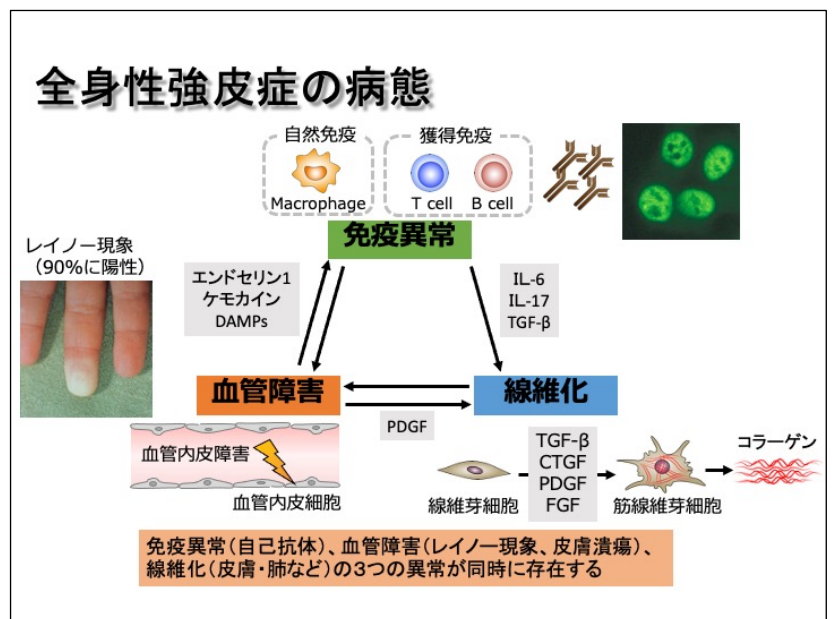 全身性強皮症の病態
自然免疫
Macrophage
獲得免疫
T cell
B cell
免疫異常
レイノー現象
（90%に陽性）
エンドセリン1
ケモカイン
DAMPs
IL-6
IL-17
TGF-β
血管障害
線維化
PDGF
血管内皮障害
血管内皮細胞
線維芽細胞
TGF-β
CTGF
PDGF
FGF
筋線維芽細胞
コラーゲン
免疫異常（自己抗体）、血管障害（レイノー現象、皮膚潰瘍）、
線維化（皮膚・肺など）の3つの異常が同時に存在する